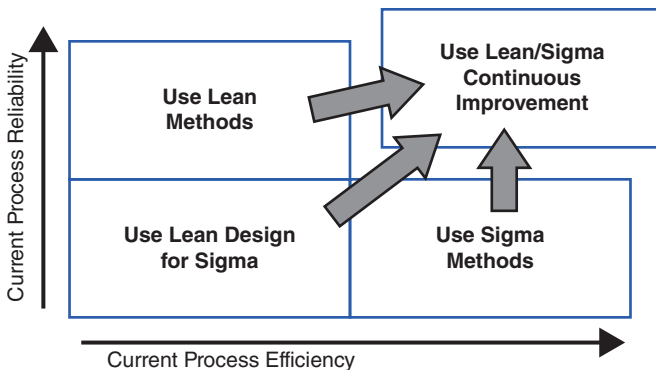 Current Process Reliability
Use Lean
Methods
Use Lean/Sigma
Continuous
Improvement
Use Lean Design
for Sigma
Use Sigma
Methods
Current Process Efficiency